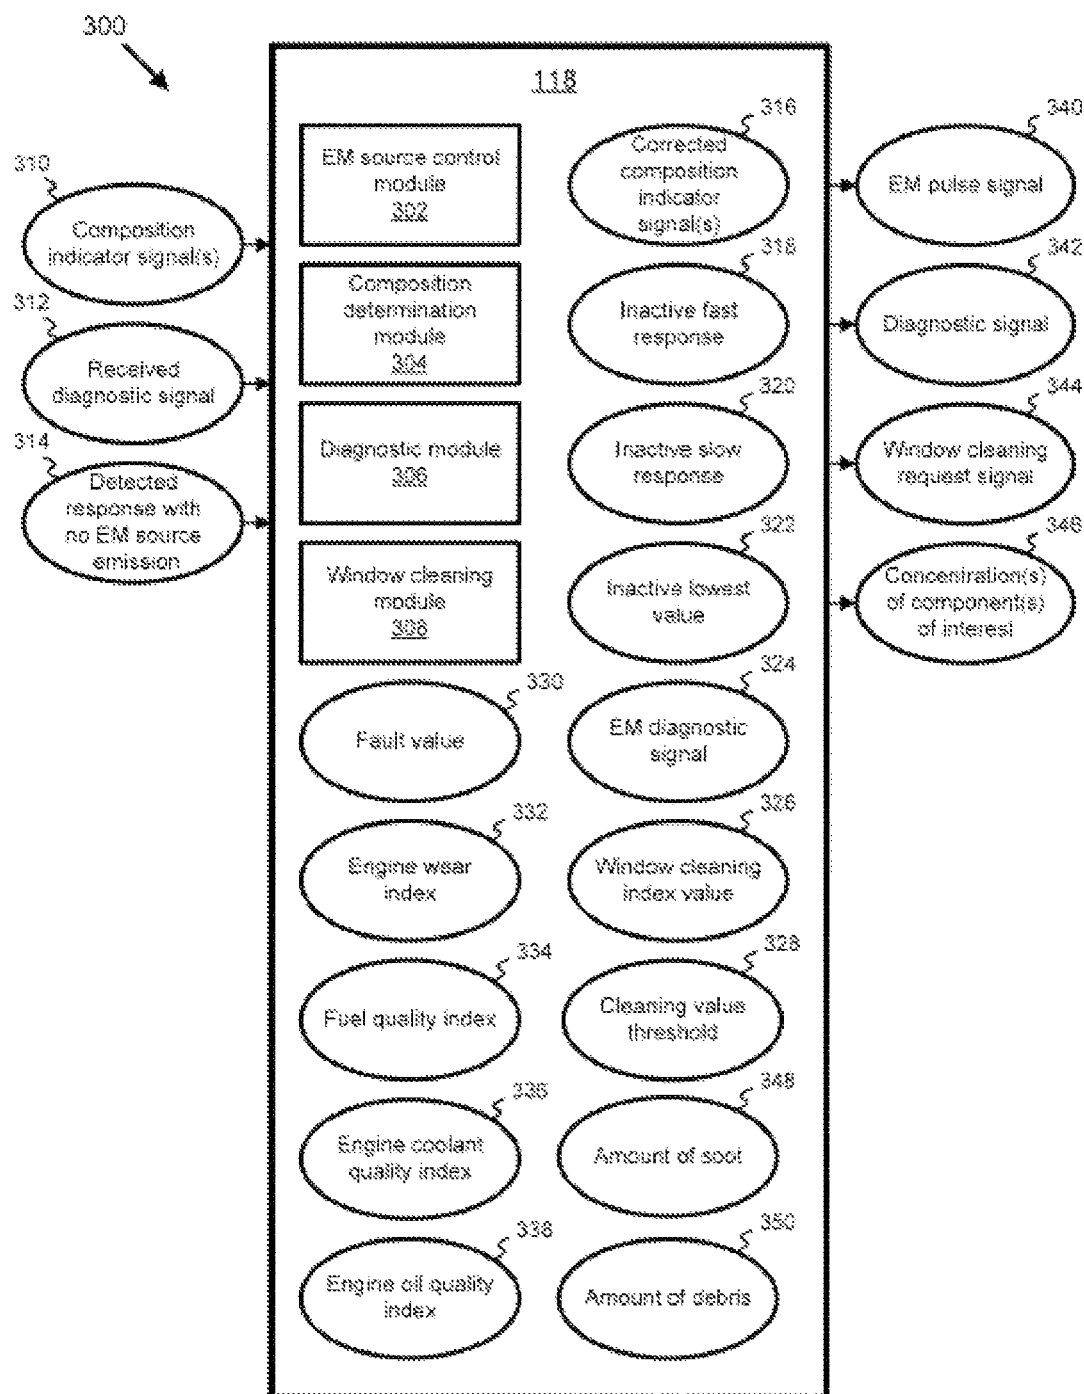 300
118
310
Composition
indicator signal(s)
312
Received
diagnostic signal
314
Detected
response with
no EM source
emission
EM source control
module
302
Composition
determination
module
304
Diagnostic module
306
Window cleaning
module
308
330
Fault value
332
Engine wear
index
334
Fuel quality index
336
Engine coolant
quality index
338
Engine oil quality
index
316
Corrected
composition
indicator
signal(s)
318
Inactive fast
response
320
Inactive slow
response
322
Inactive lowest
value
324
EM diagnostic
signal
326
Window cleaning
index value
328
Cleaning value
threshold
348
Amount of soot
350
Amount of debris
340
EM pulse signal
342
Diagnostic signal
344
Window cleaning
request signal
346
Concentration(s)
of component(s)
of interest